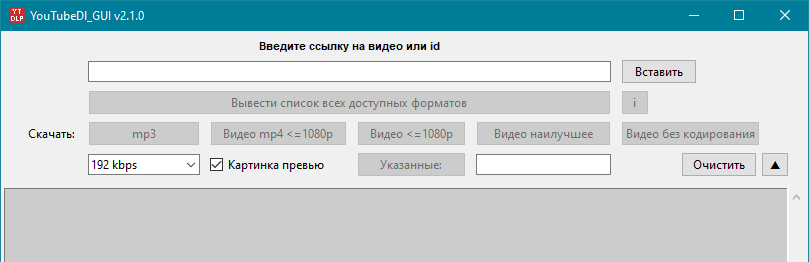 YT DLP YouTubeDl_GUI v2.1.0
Введите ссылку на видео или id
Вставить
Вывести список всех доступных форматов i
Скачать: mp3 Видео mp4 <=1080p Видео <=1080p Видео наилучшее Видео без кодирования
192 kbps Картинка превью Указанные: Очистить ▲